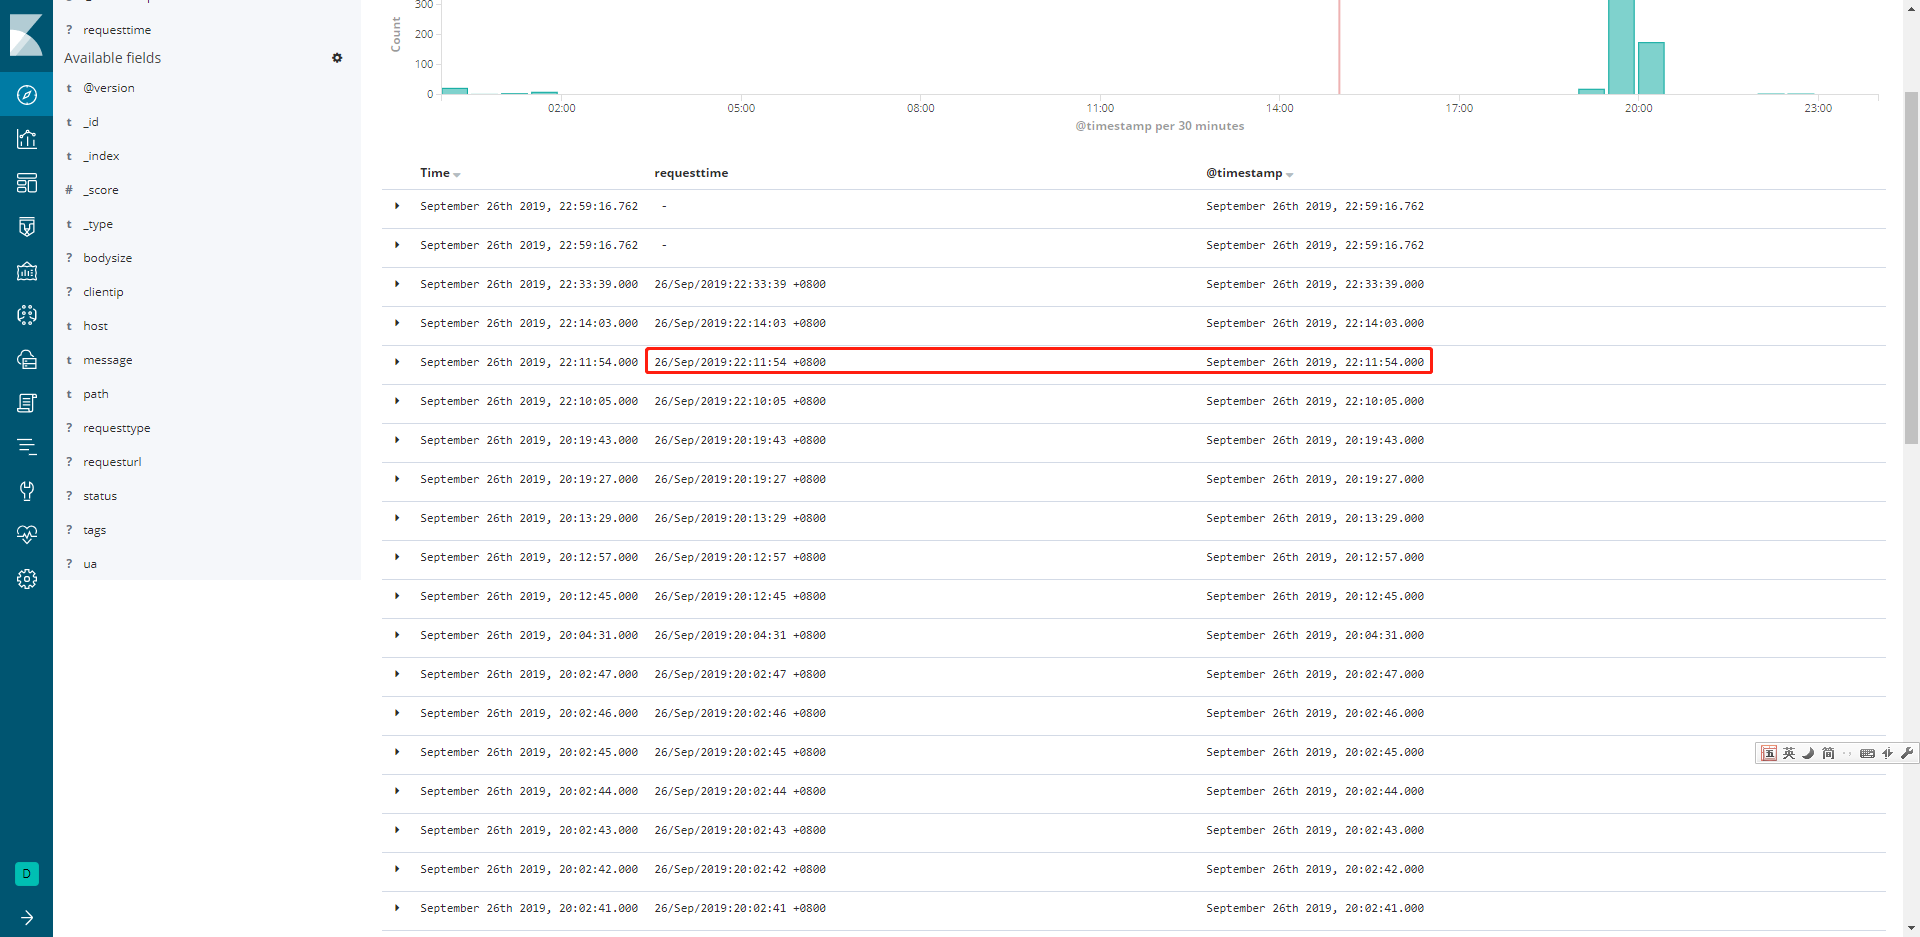 ? requesttime
Available fields
t @version
t _id
t _index
# _score
t _type
? bodysize
? clientip
t host
t message
t path
? requesttype
? requesturl
? status
? tags
? ua
D
Count
300
200
100
0
02:00 05:00 08:00 11:00 14:00 17:00 20:00 23:00
@timestamp per 30 minutes
Time requesttime @timestamp
September 26th 2019, 22:59:16.762 - September 26th 2019, 22:59:16.762
September 26th 2019, 22:59:16.762 - September 26th 2019, 22:59:16.762
September 26th 2019, 22:33:39.000 26/Sep/2019:22:33:39 +0800 September 26th 2019, 22:33:39.000
September 26th 2019, 22:14:03.000 26/Sep/2019:22:14:03 +0800 September 26th 2019, 22:14:03.000
September 26th 2019, 22:11:54.000 26/Sep/2019:22:11:54 +0800 September 26th 2019, 22:11:54.000
September 26th 2019, 22:10:05.000 26/Sep/2019:22:10:05 +0800 September 26th 2019, 22:10:05.000
September 26th 2019, 20:19:43.000 26/Sep/2019:20:19:43 +0800 September 26th 2019, 20:19:43.000
September 26th 2019, 20:19:27.000 26/Sep/2019:20:19:27 +0800 September 26th 2019, 20:19:27.000
September 26th 2019, 20:13:29.000 26/Sep/2019:20:13:29 +0800 September 26th 2019, 20:13:29.000
September 26th 2019, 20:12:57.000 26/Sep/2019:20:12:57 +0800 September 26th 2019, 20:12:57.000
September 26th 2019, 20:12:45.000 26/Sep/2019:20:12:45 +0800 September 26th 2019, 20:12:45.000
September 26th 2019, 20:04:31.000 26/Sep/2019:20:04:31 +0800 September 26th 2019, 20:04:31.000
September 26th 2019, 20:02:47.000 26/Sep/2019:20:02:47 +0800 September 26th 2019, 20:02:47.000
September 26th 2019, 20:02:46.000 26/Sep/2019:20:02:46 +0800 September 26th 2019, 20:02:46.000
September 26th 2019, 20:02:45.000 26/Sep/2019:20:02:45 +0800 September 26th 2019, 20:02:45.000
September 26th 2019, 20:02:44.000 26/Sep/2019:20:02:44 +0800 September 26th 2019, 20:02:44.000
September 26th 2019, 20:02:43.000 26/Sep/2019:20:02:43 +0800 September 26th 2019, 20:02:43.000
September 26th 2019, 20:02:42.000 26/Sep/2019:20:02:42 +0800 September 26th 2019, 20:02:42.000
September 26th 2019, 20:02:41.000 26/Sep/2019:20:02:41 +0800 September 26th 2019, 20:02:41.000
五 英 简